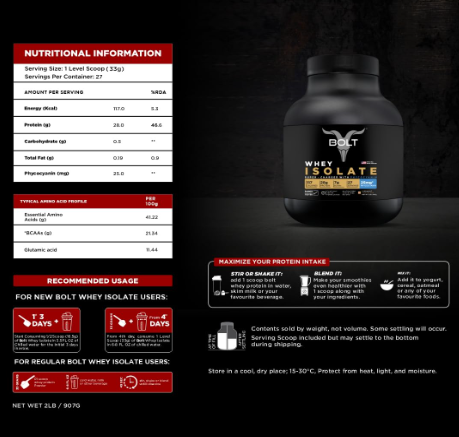 NUTRITIONAL INFORMATION
Serving Size: 1 Level Scoop (33g)
Servings Per Container: 27
AMOUNT PER SERVING %RDA
Energy (Kcal) 117.0 5.3
Protein (g) 26.0 48.6
Carbohydrate (g) 0.5 **
Total Fat (g) 0.19 0.9
Phycocyanin (mg) 25.0 **
TYPICAL AMINO ACID PROFILE PER 100g
Essential Amino Acids (g) 41.22
*BCAAs (g) 21.34
Glutamic acid 11.44
RECOMMENDED USAGE
FOR NEW BOLT WHEY ISOLATE USERS:
1st 3 DAYS
From 4th DAY
FOR REGULAR BOLT WHEY ISOLATE USERS:
NET WET 2LB / 907G
BOLT
WHEY
ISOLATE
MAXIMIZE YOUR PROTEIN INTAKE
STIR OR SHAKE IT:
add 1 scoop bolt
whey protein in water,
skim milk or your
favourite beverage.
BLEND IT:
Make your smoothies
even healthier with
1 scoop along with
your ingredients.
MIX IT:
Add it to yogurt,
cereal, oatmeal
or any of your
favourite foods.
Contents sold by weight, not volume. Some settling will occur.
Serving Scoop included but may settle to the bottom
during shipping.
Store in a cool, dry place; 15-30°C, Protect from heat, light, and moisture.